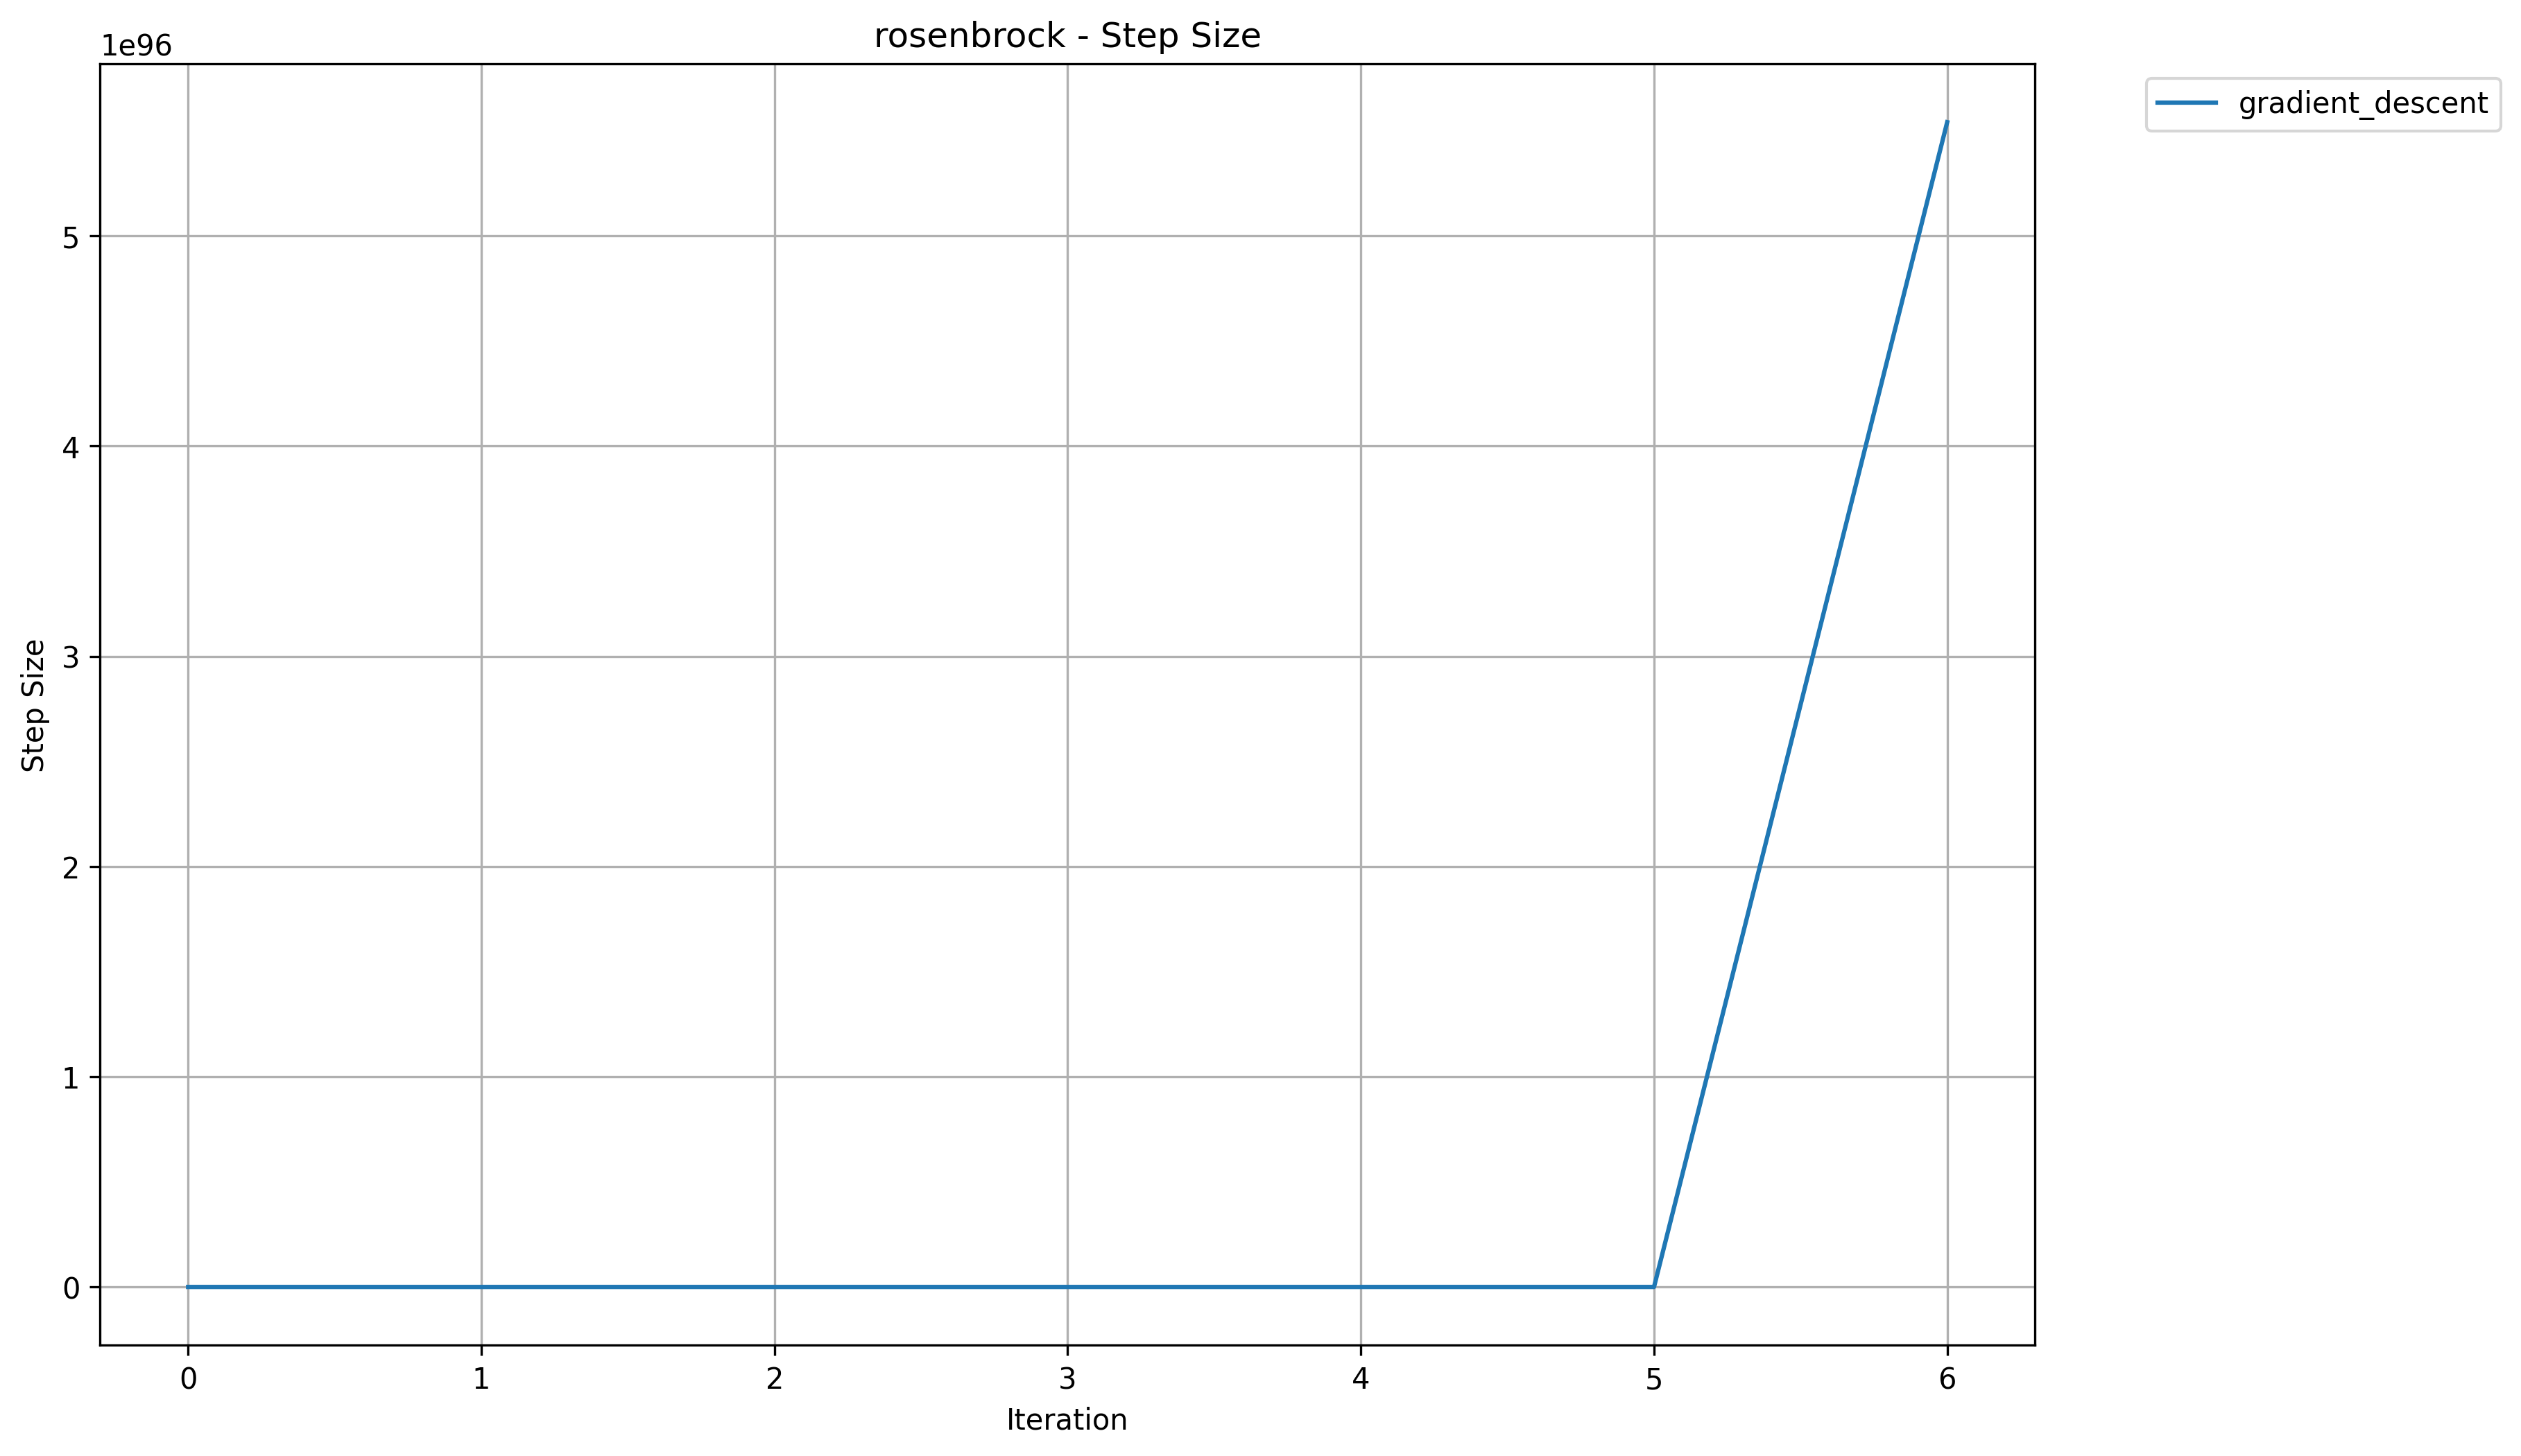 rosenbrock - Step Size
1e96
gradient_descent
5
4
3
2
1
0
Step Size
0 1 2 3 4 5 6
Iteration